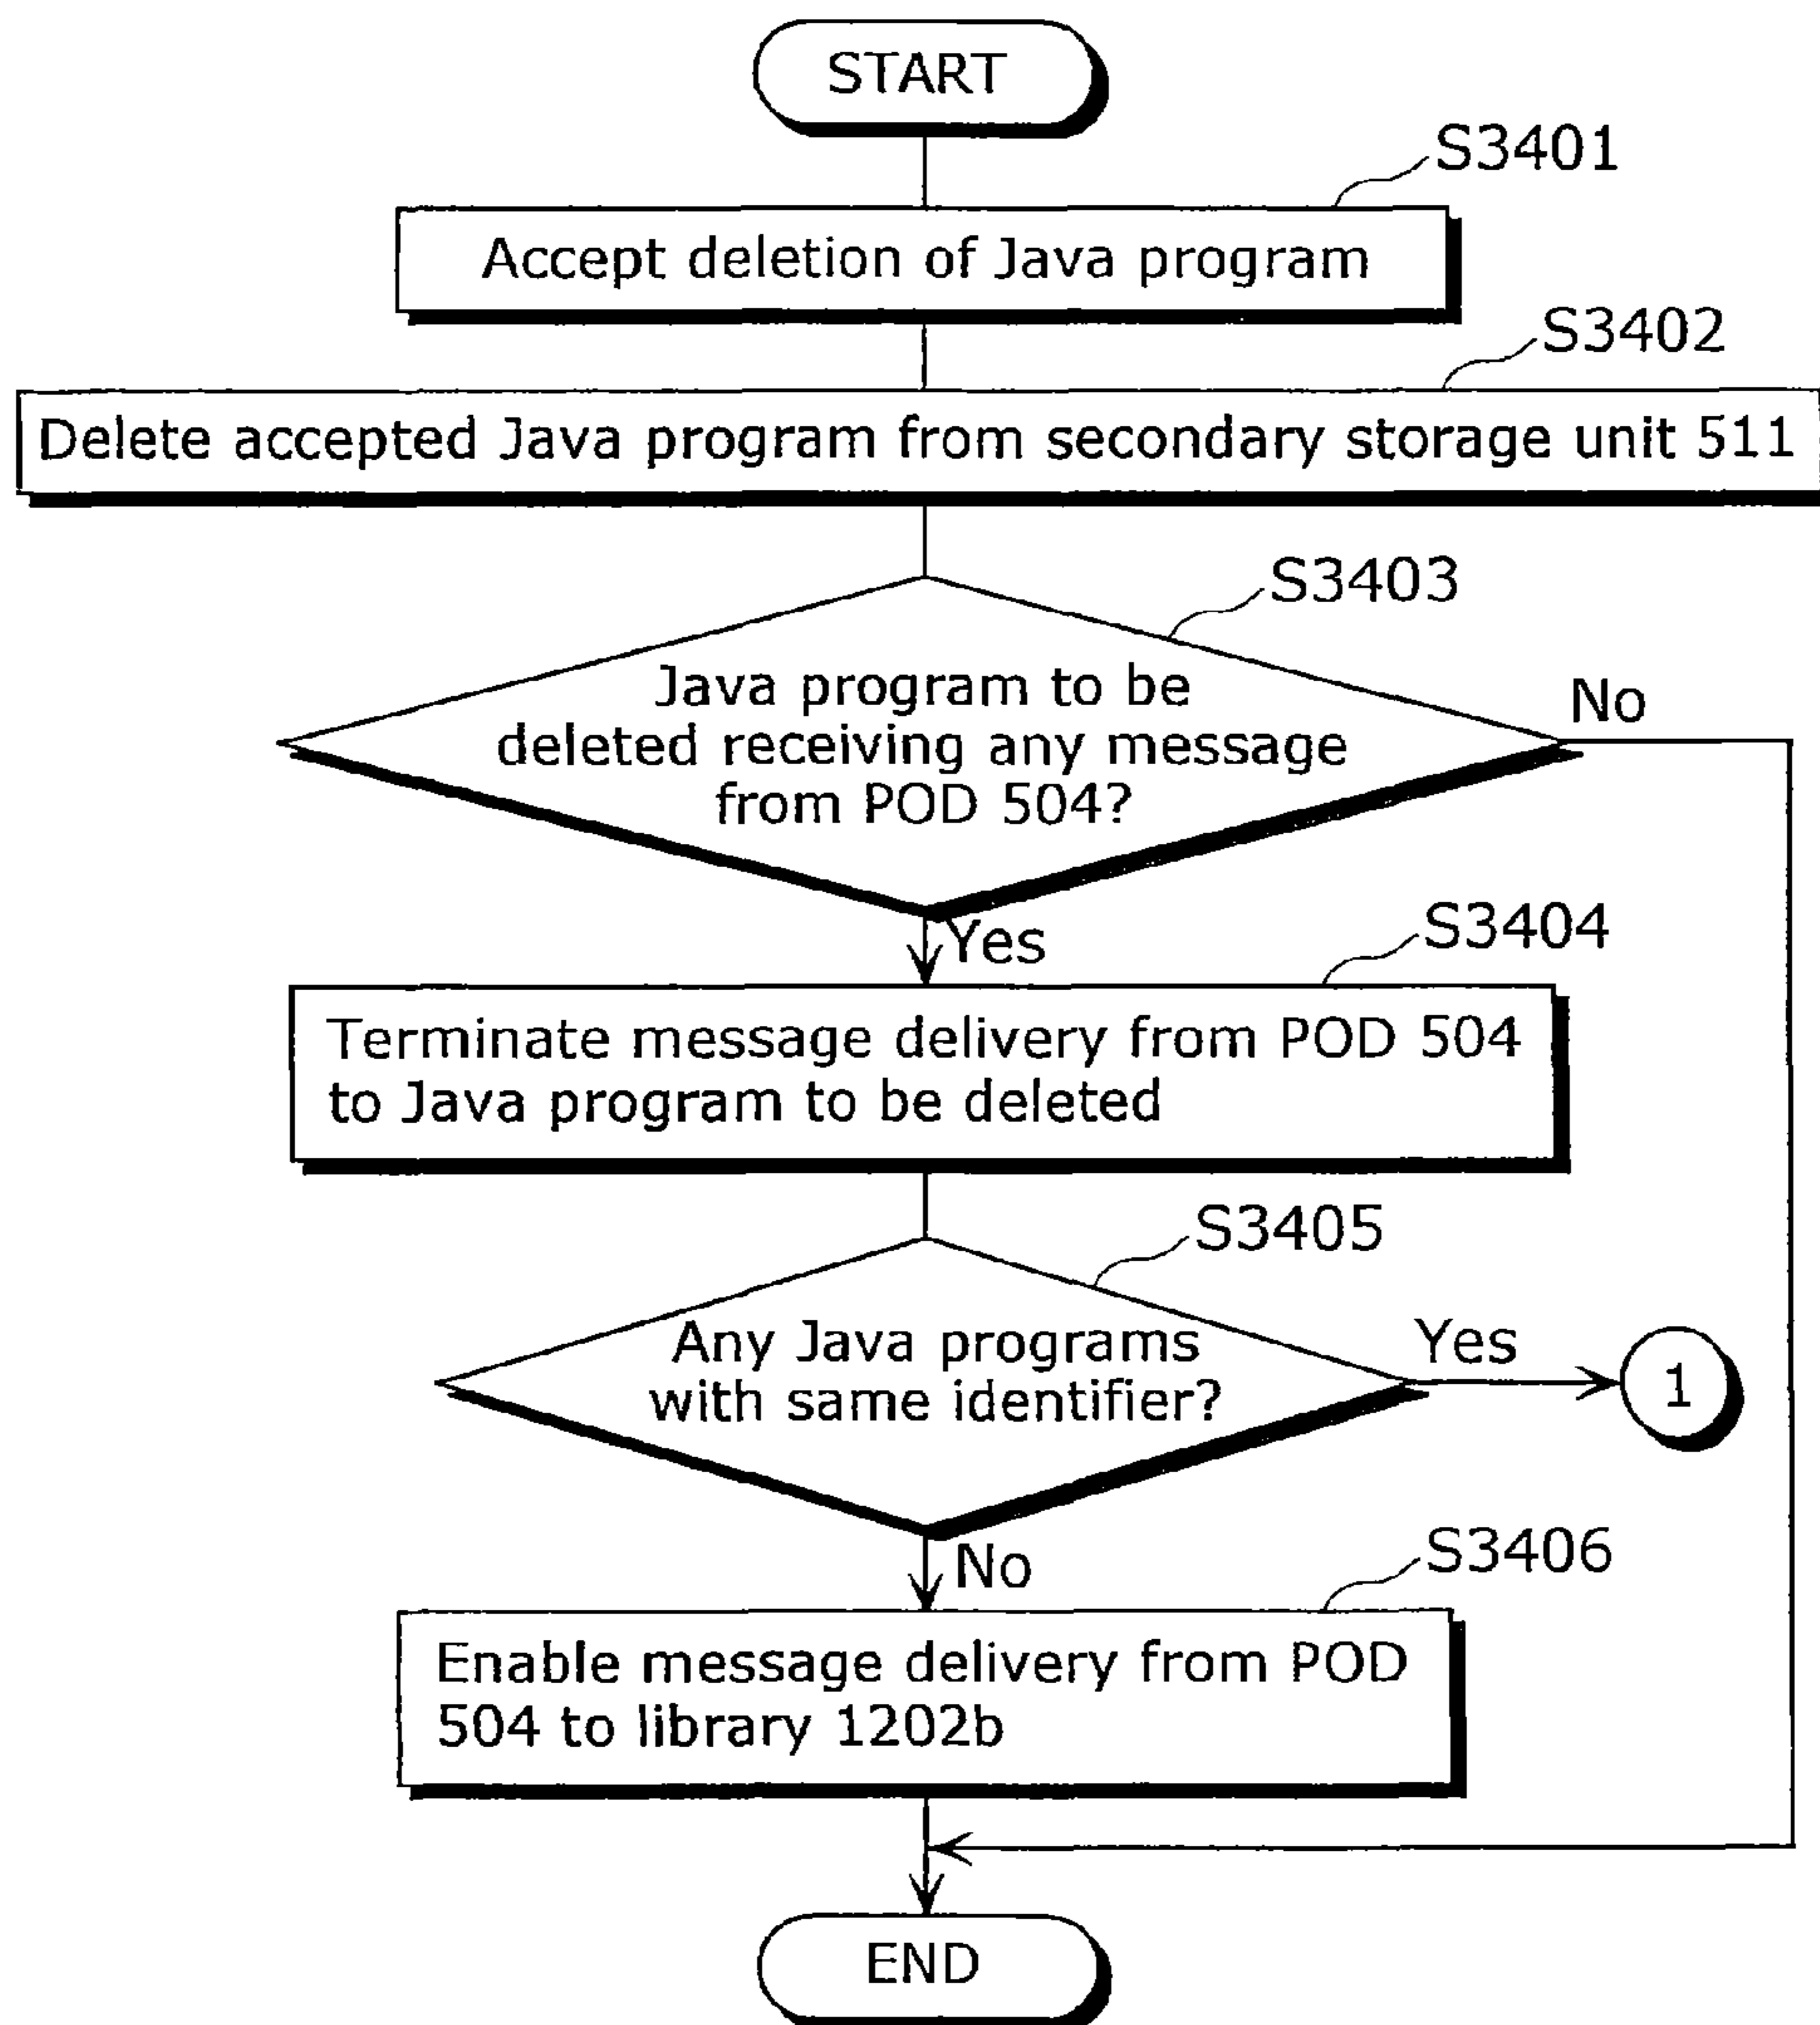 START
S3401
Accept deletion of Java program
S3402
Delete accepted Java program from secondary storage unit 511
S3403
Java program to be
deleted receiving any message
from POD 504?
No
Yes
S3404
Terminate message delivery from POD 504
to Java program to be deleted
S3405
Any Java programs
with same identifier?
Yes
1
No
S3406
Enable message delivery from POD
504 to library 1202b
END